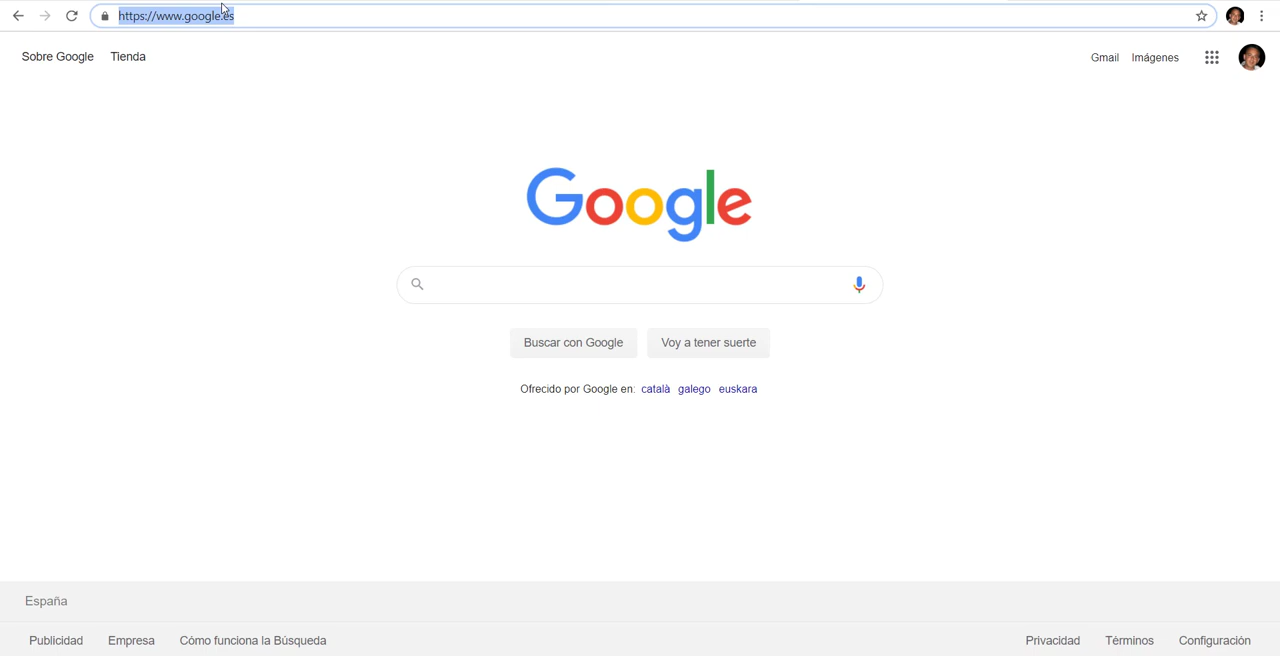 https://www.google.es
Sobre Google Tienda
Gmail Imágenes
Google
Buscar con Google Voy a tener suerte
Ofrecido por Google en: català galego euskara
España
Publicidad Empresa Cómo funciona la Búsqueda
Privacidad Términos Configuración